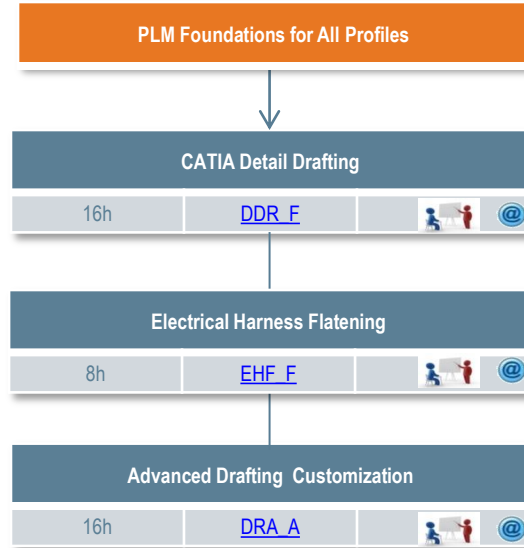 PLM Foundations for All Profiles
CATIA Detail Drafting
16h DDR_F @
Electrical Harness Flatening
8h EHF_F @
Advanced Drafting Customization
16h DRA_A @